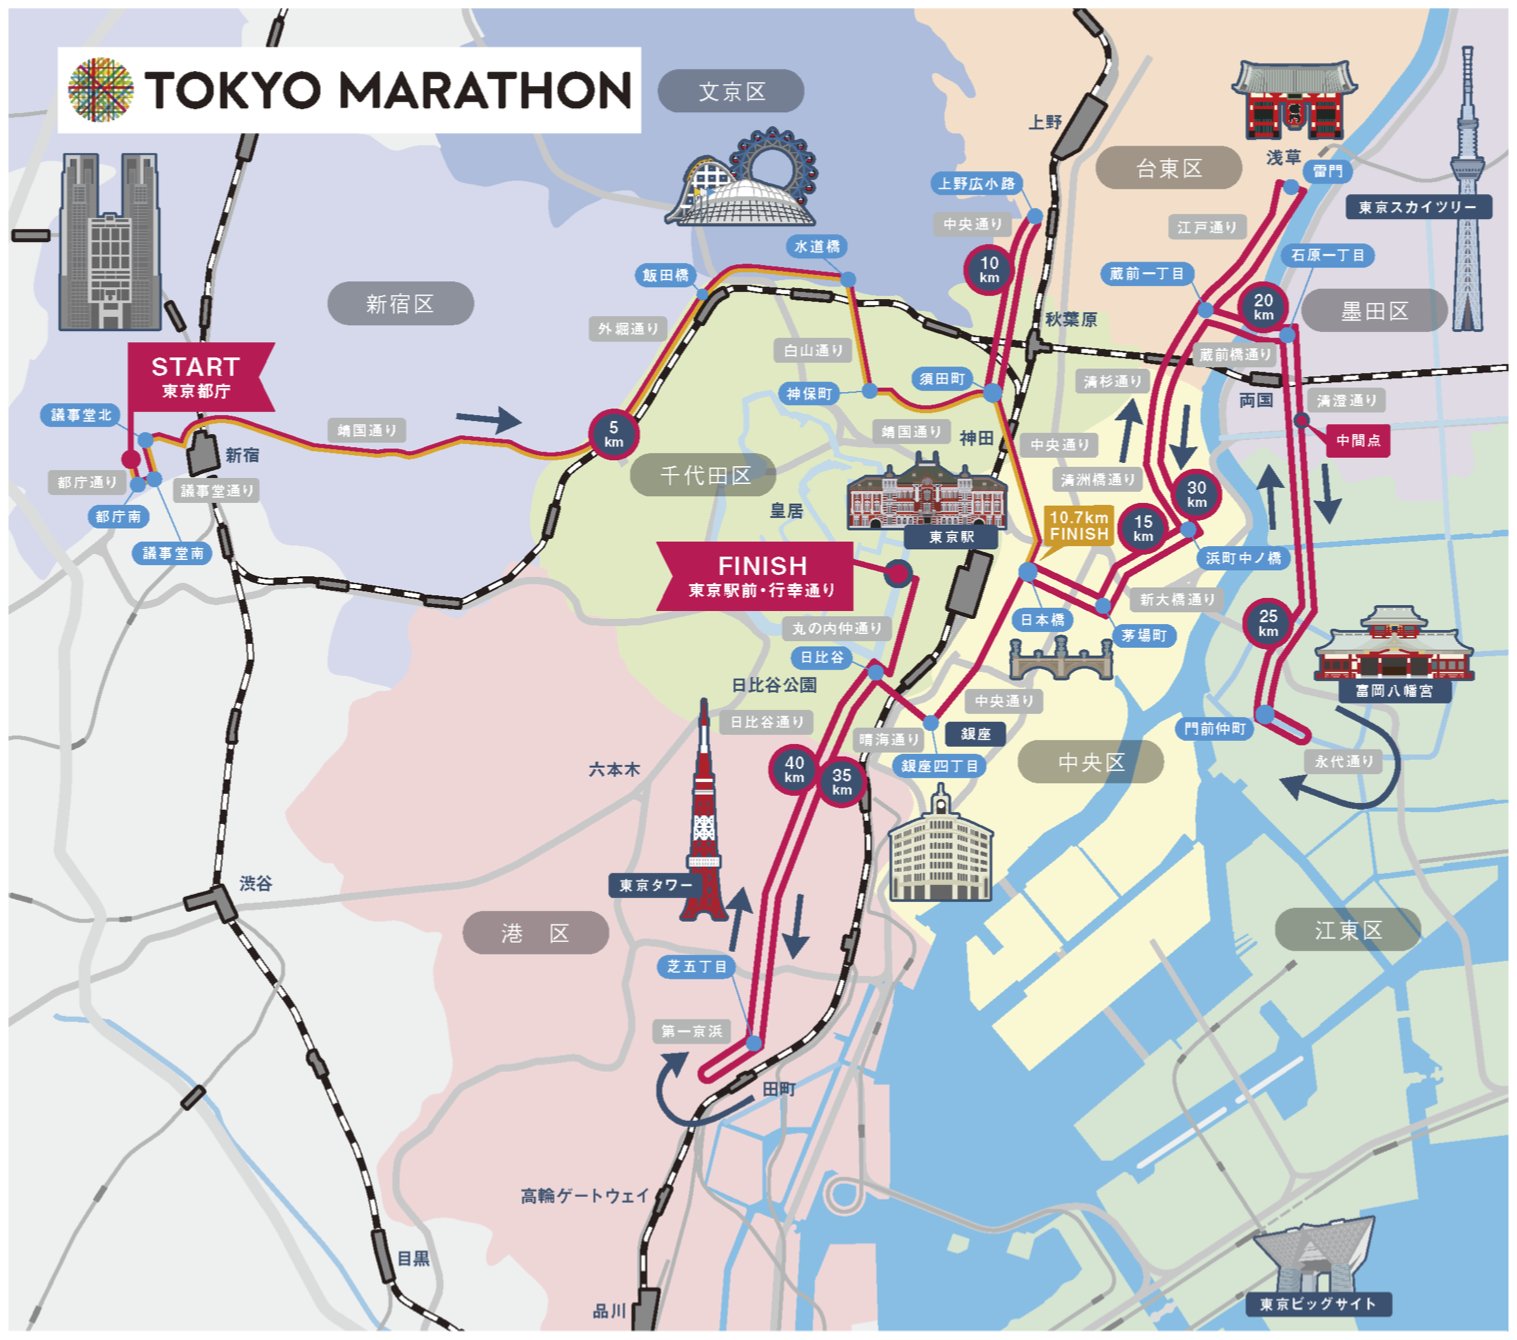 TOKYO MARATHON
文京区
上野
浅草
雷門
台東区
東京スカイツリー
上野広小路
中央通り
江戸通り
水道橋
飯田橋
10
km
蔵前一丁目
石原一丁目
新宿区
外堀通り
20
km
墨田区
秋葉原
白山通り
蔵前橋通り
START
東京都庁
須田町
清杉通り
神保町
両国
清澄通り
議事堂北
靖国通り
5
km
靖国通り
神田
中央通り
中間点
新宿
千代田区
清洲橋通り
都庁通り
議事堂通り
30
km
都庁南
皇居
10.7km
FINISH
15
km
東京駅
議事堂南
浜町中ノ橋
FINISH
東京駅前・行幸通り
新大橋通り
25
km
日本橋
茅場町
丸の内仲通り
日比谷
日比谷公園
富岡八幡宮
中央通り
日比谷通り
晴海通り
銀座
門前仲町
銀座四丁目
中央区
永代通り
六本木
40
km
35
km
東京タワー
渋谷
港 区
江東区
芝五丁目
第一京浜
田町
高輪ゲートウェイ
目黒
品川
東京ビッグサイト